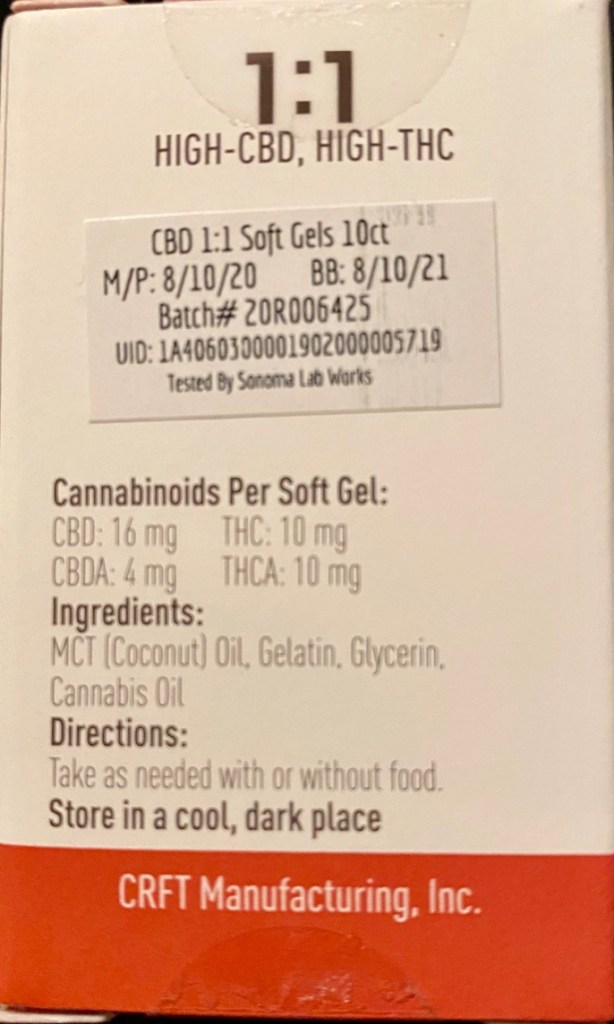 1:1
HIGH-CBD, HIGH-THC
CBD 1:1 Soft Gels 10ct
M/P: 8/10/20 BB: 8/10/21
Batch# 20R006425
UID: 1A4060300001902000005719
Tested By Sonoma Lab Works
Cannabinoids Per Soft Gel:
CBD: 16 mg THC: 10 mg
CBDA: 4 mg THCA: 10 mg
Ingredients:
MCT (Coconut) Oil, Gelatin, Glycerin,
Cannabis Oil
Directions:
Take as needed with or without food.
Store in a cool, dark place
CRFT Manufacturing, Inc.